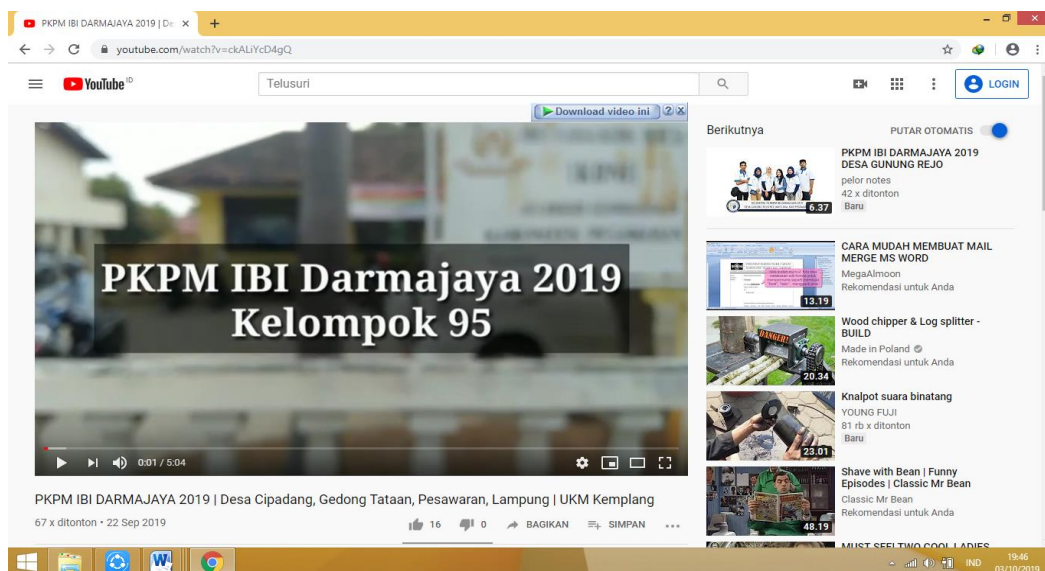 PKPM IBI DARMAJAYA 2019 | De
youtube.com/watch?v=ckALiYcD4gQ
YouTube ID
Telusuri
LOGIN
Download video ini
PKPM IBI Darmajaya 2019
Kelompok 95
0:01 / 5:04
PKPM IBI DARMAJAYA 2019 | Desa Cipadang, Gedong Tataan, Pesawaran, Lampung | UKM Kemplang
67 x ditonton • 22 Sep 2019
16
0
BAGIKAN
SIMPAN
Berikutnya
PUTAR OTOMATIS
6.37
PKPM IBI DARMAJAYA 2019
DESA GUNUNG REJO
pelor notes
42 x ditonton
Baru
13.19
CARA MUDAH MEMBUAT MAIL
MERGE MS WORD
MegaAlmoon
Rekomendasi untuk Anda
DANGER!
20.34
Wood chipper & Log splitter -
BUILD
Made in Poland
Rekomendasi untuk Anda
23.01
Knalpot suara binatang
YOUNG FUJI
81 rb x ditonton
Baru
48.19
Shave with Bean | Funny
Episodes | Classic Mr Bean
Classic Mr Bean
Rekomendasi untuk Anda
MUST SEE! TWO COOL LADIES
IND
19:46
03/10/2019